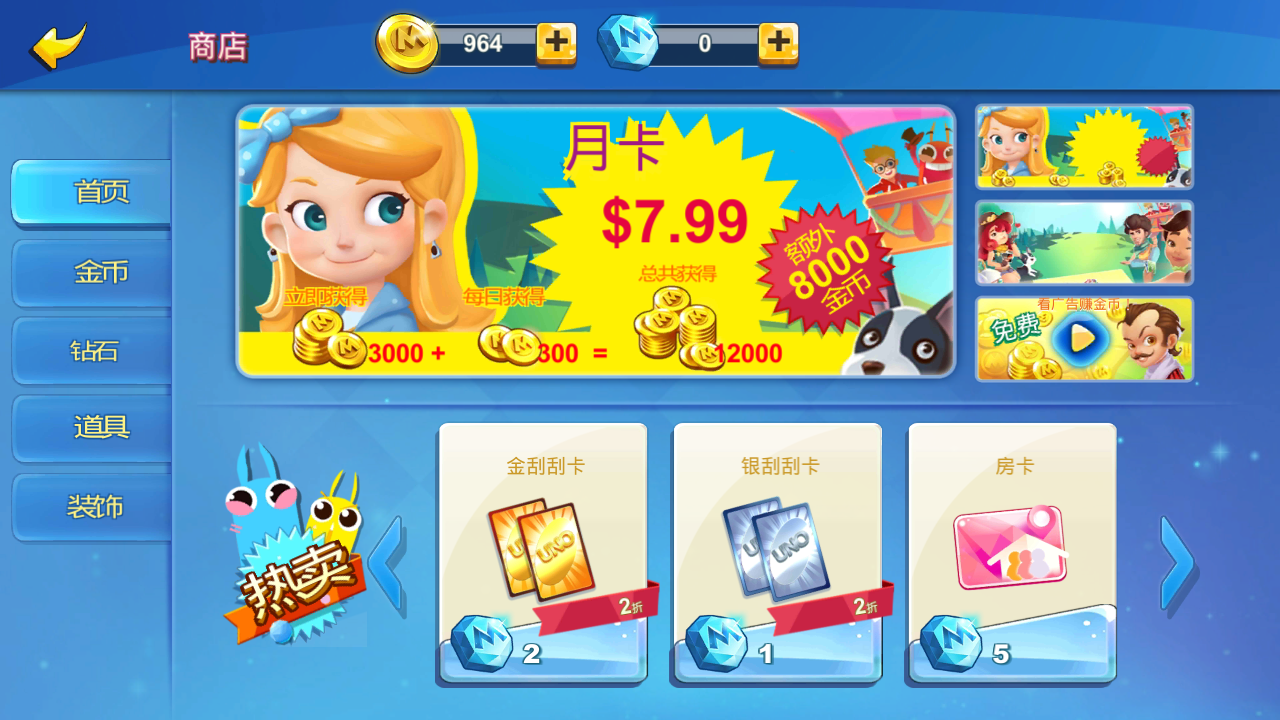 商店
964
0
首页
金币
钻石
道具
装饰
月卡
$7.99
立即获得
每日获得
总共获得
额外
8000
金币
3000 +
300 =
12000
看广告赚金币！
免费
热卖
金刮刮卡
UNO
2折
2
银刮刮卡
UNO
2折
1
房卡
5